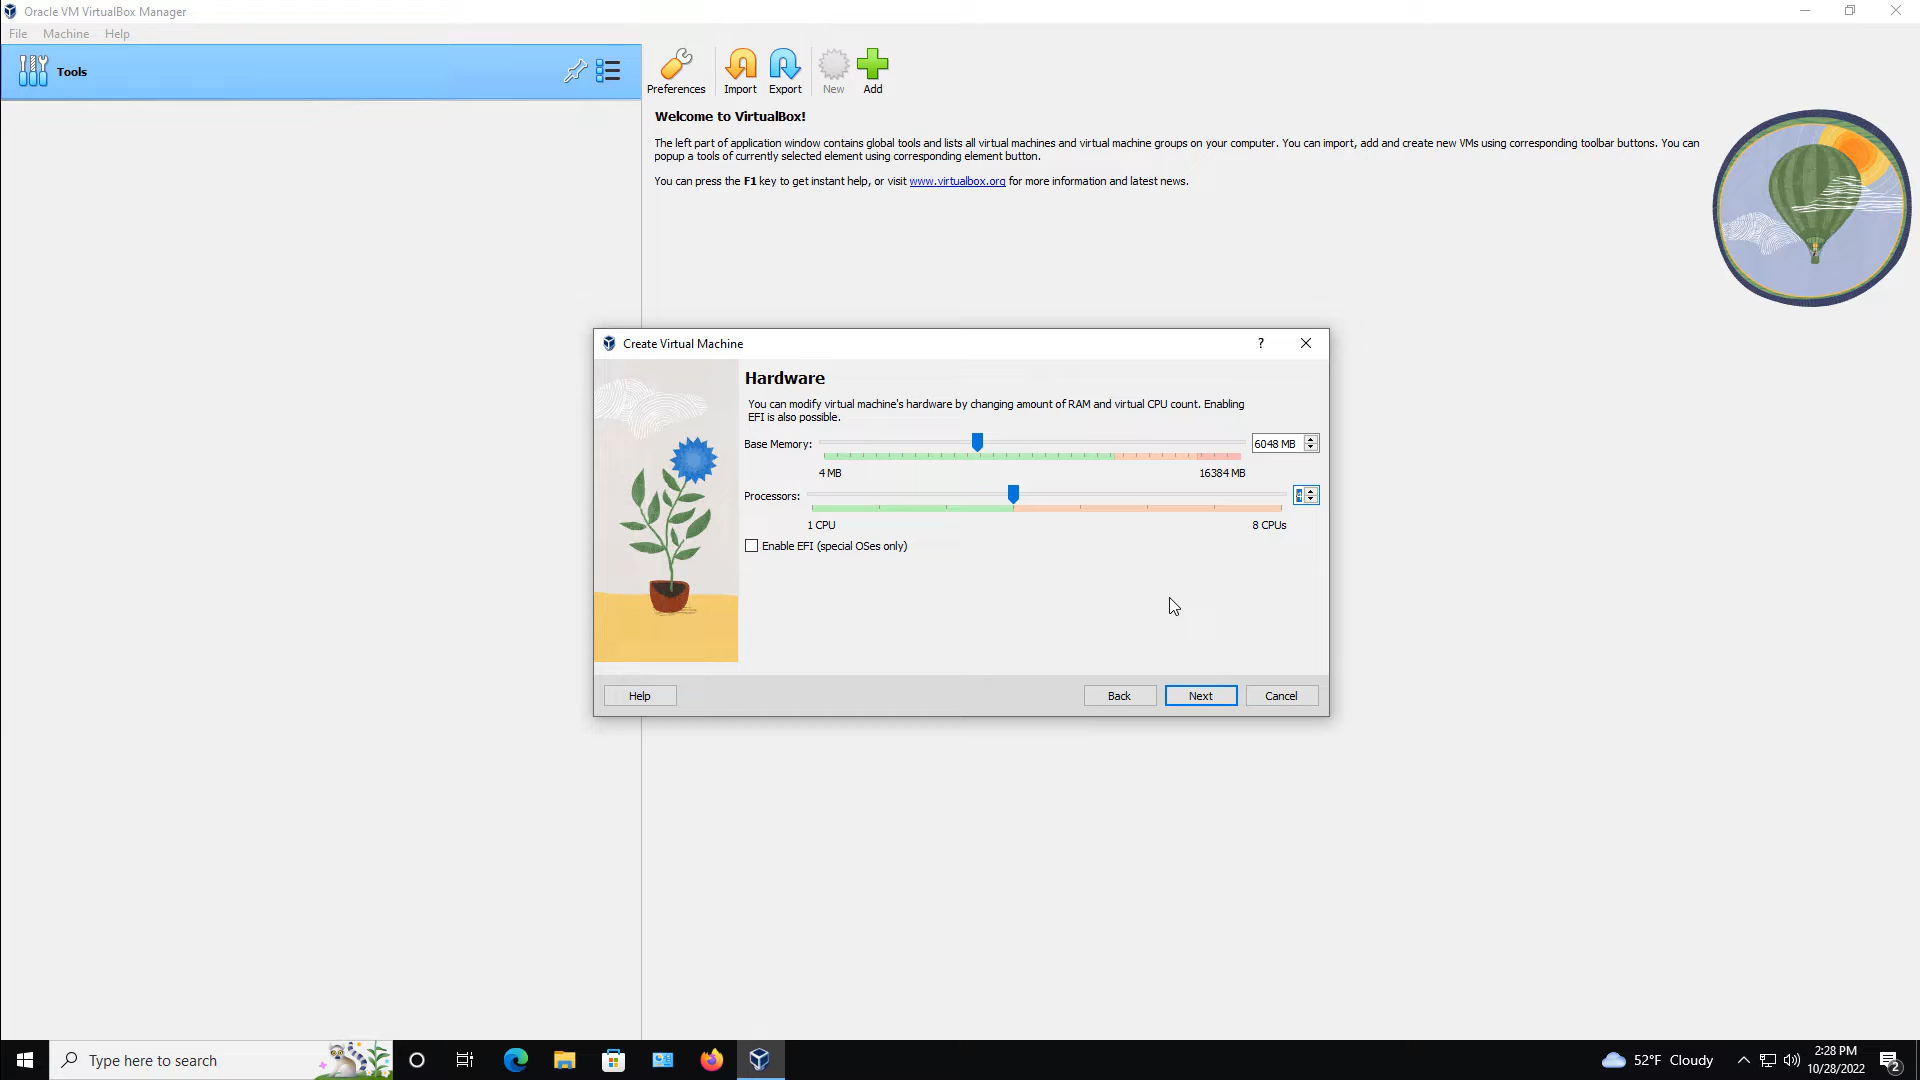 Oracle VM VirtualBox Manager
File Machine Help
Tools
Preferences Import Export New Add
Welcome to VirtualBox!
The left part of application window contains global tools and lists all virtual machines and virtual machine groups on your computer. You can import, add and create new VMs using corresponding toolbar buttons. You can
popup a tools of currently selected element using corresponding element button.
You can press the F1 key to get instant help, or visit www.virtualbox.org for more information and latest news.
Create Virtual Machine ?
Hardware
You can modify virtual machine's hardware by changing amount of RAM and virtual CPU count. Enabling
EFI is also possible.
Base Memory: 6048 MB
4 MB 16384 MB
Processors: 4
1 CPU 8 CPUs
Enable EFI (special OSes only)
Help Back Next Cancel
Type here to search
52°F Cloudy
2:28 PM
10/28/2022
2